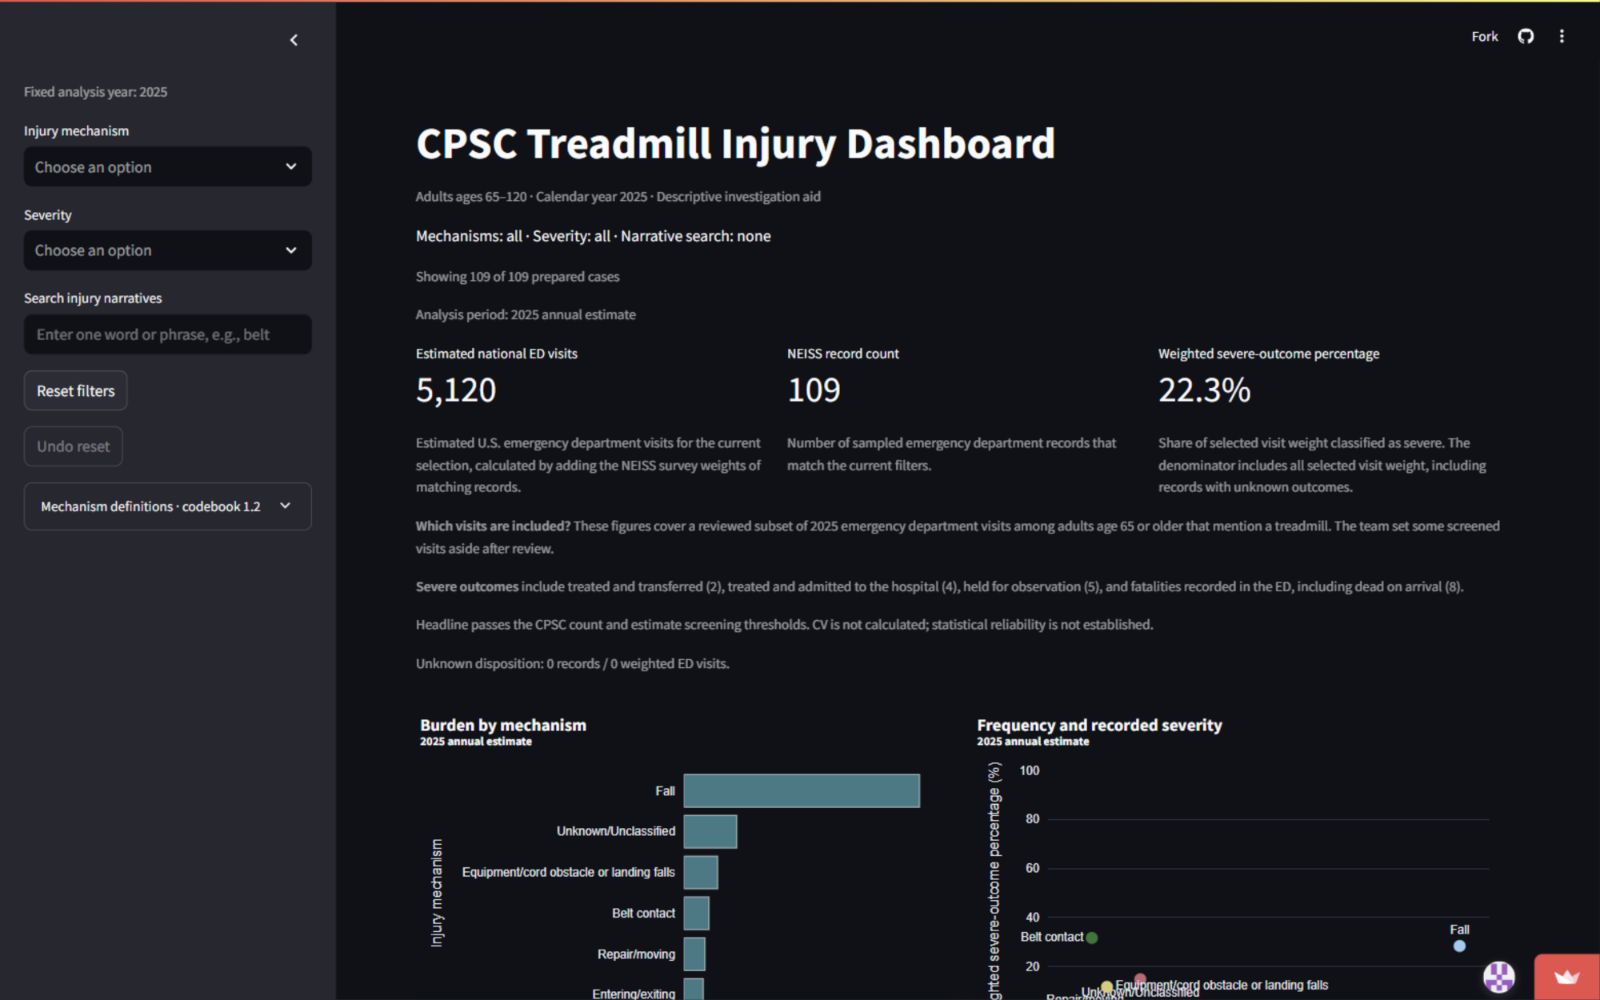 Fork
Fixed analysis year: 2025
Injury mechanism
Choose an option
Severity
Choose an option
Search injury narratives
Enter one word or phrase, e.g., belt
Reset filters
Undo reset
Mechanism definitions · codebook 1.2
CPSC Treadmill Injury Dashboard
Adults ages 65–120 · Calendar year 2025 · Descriptive investigation aid
Mechanisms: all · Severity: all · Narrative search: none
Showing 109 of 109 prepared cases
Analysis period: 2025 annual estimate
Estimated national ED visits
5,120
Estimated U.S. emergency department visits for the current
selection, calculated by adding the NEISS survey weights of
matching records.
NEISS record count
109
Number of sampled emergency department records that
match the current filters.
Weighted severe-outcome percentage
22.3%
Share of selected visit weight classified as severe. The
denominator includes all selected visit weight, including
records with unknown outcomes.
Which visits are included? These figures cover a reviewed subset of 2025 emergency department visits among adults age 65 or older that mention a treadmill. The team set some screened
visits aside after review.
Severe outcomes include treated and transferred (2), treated and admitted to the hospital (4), held for observation (5), and fatalities recorded in the ED, including dead on arrival (8).
Headline passes the CPSC count and estimate screening thresholds. CV is not calculated; statistical reliability is not established.
Unknown disposition: 0 records / 0 weighted ED visits.
Burden by mechanism
2025 annual estimate
Injury mechanism
Fall
Unknown/Unclassified
Equipment/cord obstacle or landing falls
Belt contact
Repair/moving
Entering/exiting
Frequency and recorded severity
2025 annual estimate
severe-outcome percentage (%)
100
80
60
40
20
Fall
Belt contact
Equipment/cord obstacle or landing falls
Unknown/Unclassified